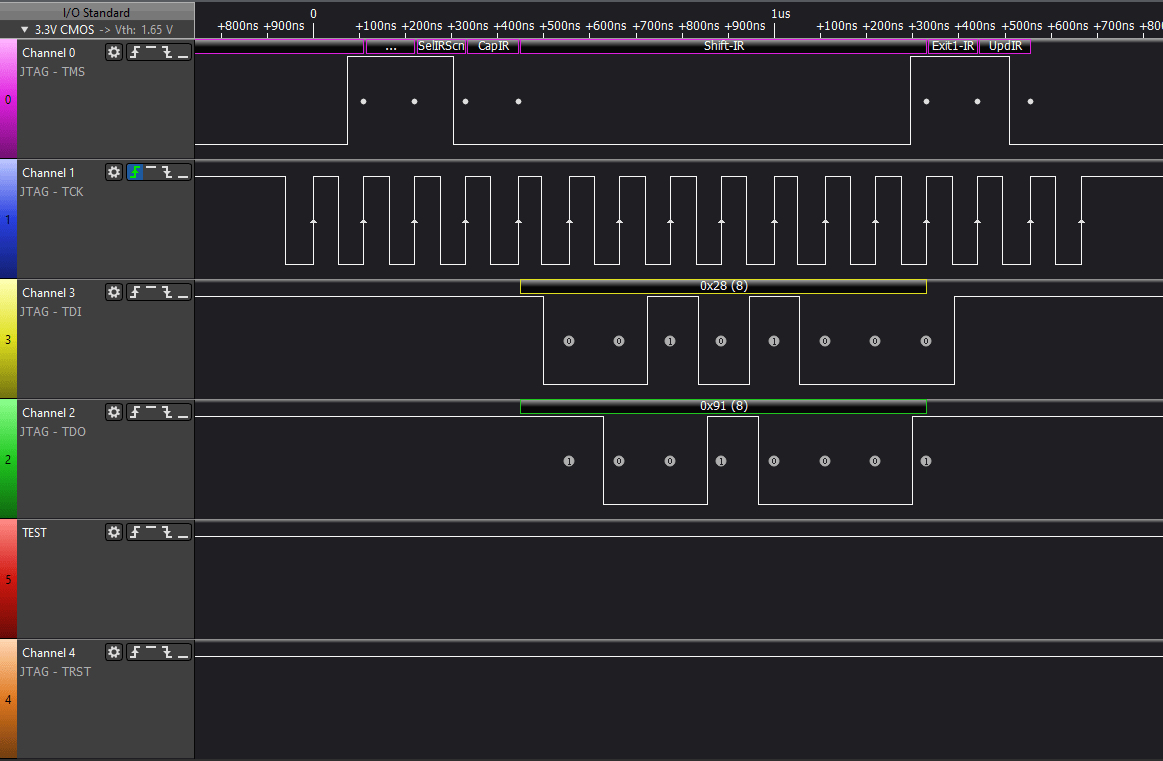 I/O Standard
▼ 3.3V CMOS -> Vth: 1.65 V
0 1us
+800ns +900ns +100ns +200ns +300ns +400ns +500ns +600ns +700ns +800ns +900ns +100ns +200ns +300ns +400ns +500ns +600ns +700ns +80
Channel 0
JTAG - TMS
0
... SelIRScn CapIR Shift-IR Exit1-IR UpdIR
Channel 1
JTAG - TCK
1
Channel 3
JTAG - TDI
3
0x28 (8)
0 0 1 0 1 0 0 0
Channel 2
JTAG - TDO
2
0x91 (8)
1 0 0 1 0 0 0 1
TEST
5
Channel 4
JTAG - TRST
4